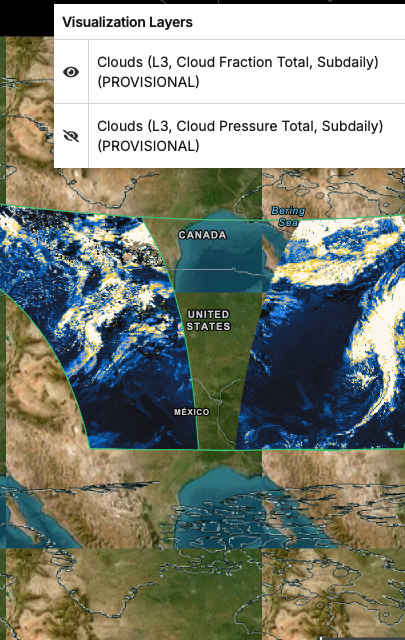 Visualization Layers
Clouds (L3, Cloud Fraction Total, Subdaily)
(PROVISIONAL)
Clouds (L3, Cloud Pressure Total, Subdaily)
(PROVISIONAL)
Bering
Sea
CANADA
UNITED
STATES
MÉXICO